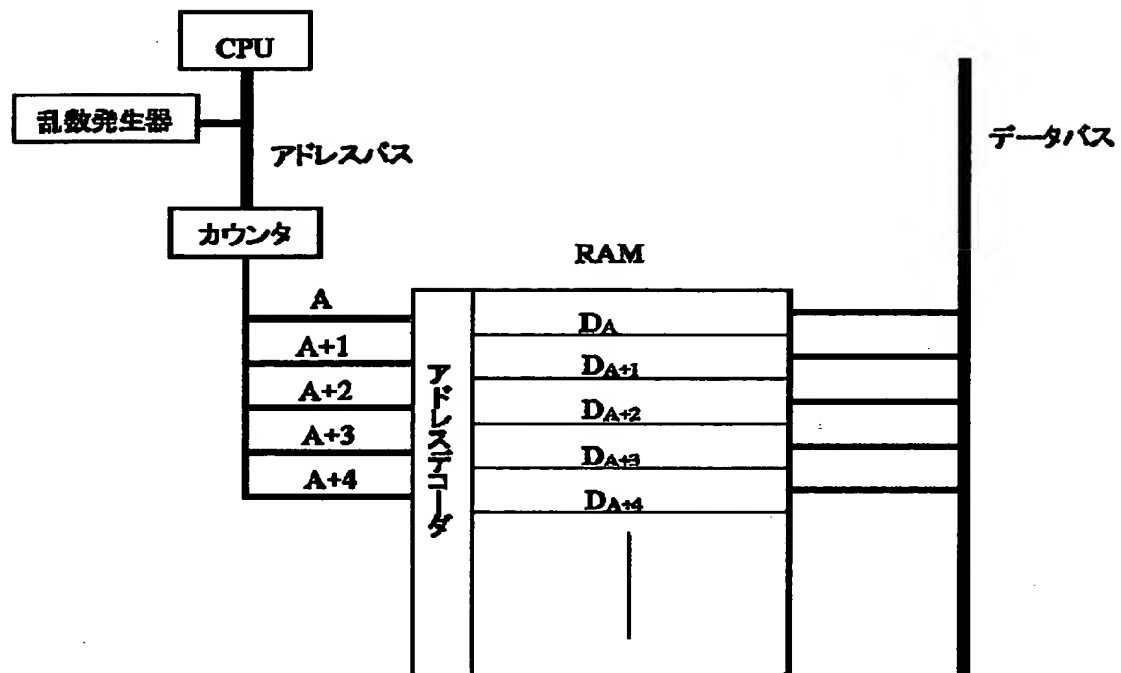 CPU
乱数発生器
アドレスバス
データバス
カウンタ
RAM
A
A+1
A+2
A+3
A+4
アドレスデコーダ
DA
DA+1
DA+2
DA+3
DA+4